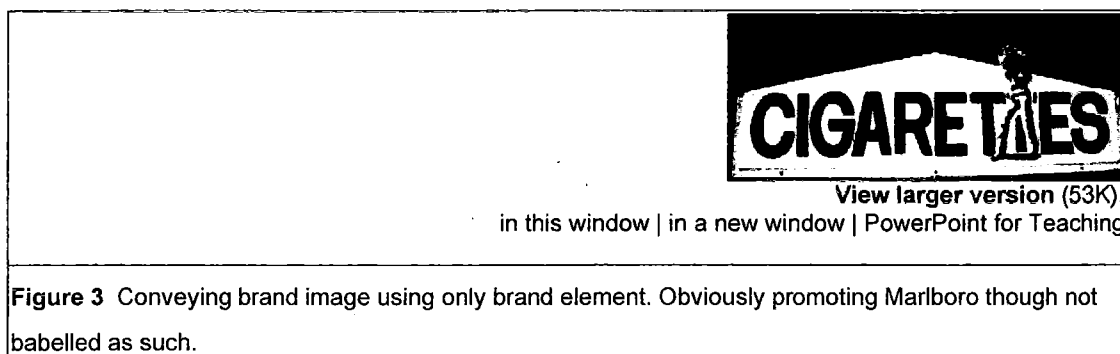 CIGARETTES
View larger version (53K)
in this window | in a new window | PowerPoint for Teaching
Figure 3 Conveying brand image using only brand element. Obviously promoting Marlboro though not
babelled as such.